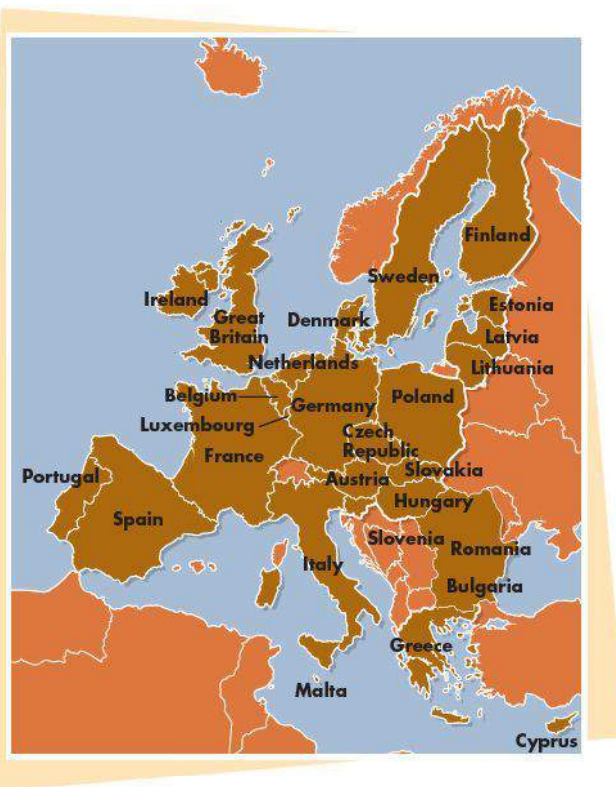 Finland
Sweden
Ireland
Estonia
Great
Britain
Denmark
Latvia
Netherlands
Lithuania
Belgium
Germany
Poland
Luxembourg
Czech
Republic
France
Slovakia
Portugal
Austria
Hungary
Spain
Slovenia
Romania
Italy
Bulgaria
Greece
Malta
Cyprus